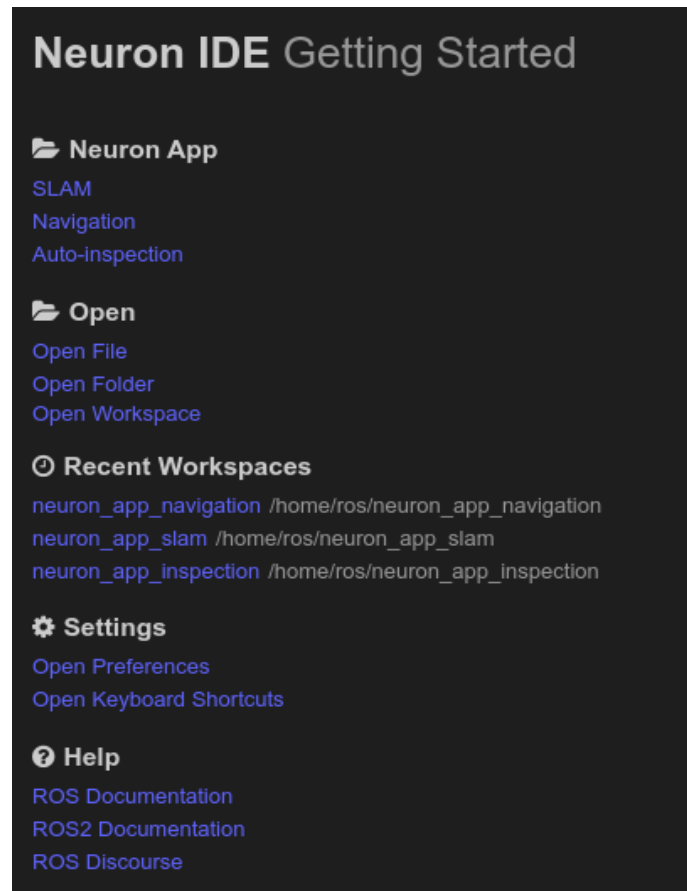 Neuron IDE Getting Started
Neuron App
SLAM
Navigation
Auto-inspection
Open
Open File
Open Folder
Open Workspace
Recent Workspaces
neuron_app_navigation /home/ros/neuron_app_navigation
neuron_app_slam /home/ros/neuron_app_slam
neuron_app_inspection /home/ros/neuron_app_inspection
Settings
Open Preferences
Open Keyboard Shortcuts
Help
ROS Documentation
ROS2 Documentation
ROS Discourse